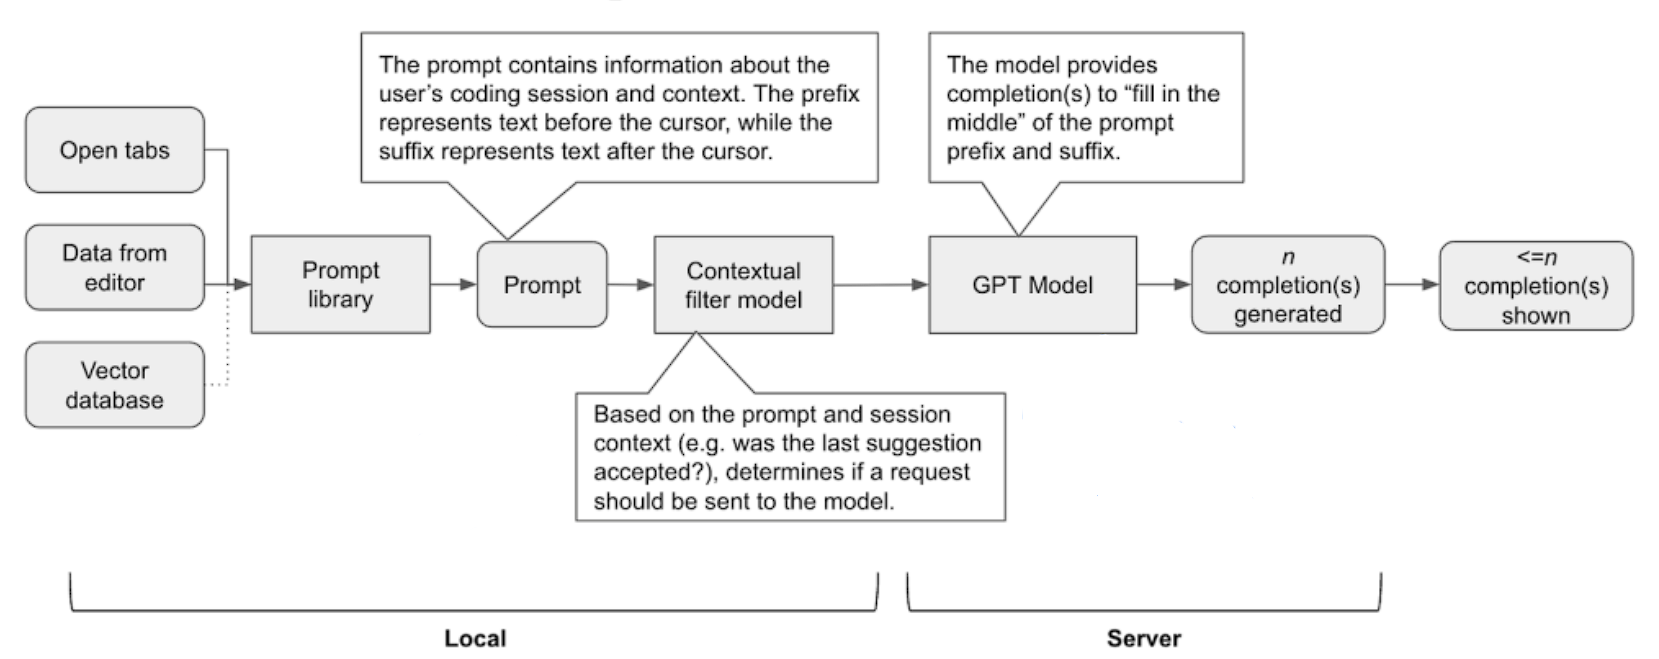 The prompt contains information about the
user's coding session and context. The prefix
represents text before the cursor, while the
suffix represents text after the cursor.
The model provides
completion(s) to “fill in the
middle” of the prompt
prefix and suffix.
Open tabs
Data from
editor
Vector
database
Prompt
library
Prompt
Contextual
filter model
GPT Model
n
completion(s)
generated
<=n
completion(s)
shown
Based on the prompt and session
context (e.g. was the last suggestion
accepted?), determines if a request
should be sent to the model.
Local
Server